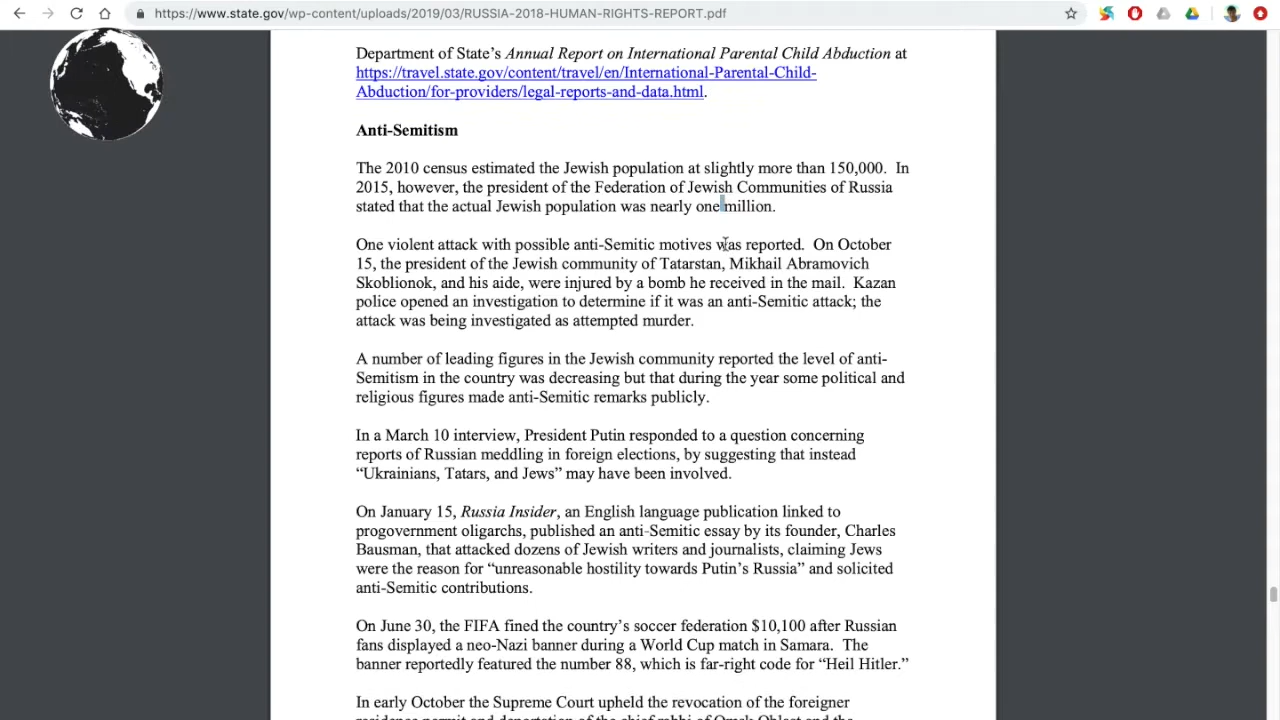 https://www.state.gov/wp-content/uploads/2019/03/RUSSIA-2018-HUMAN-RIGHTS-REPORT.pdf
Department of State’s Annual Report on International Parental Child Abduction at
https://travel.state.gov/content/travel/en/International-Parental-Child-
Abduction/for-providers/legal-reports-and-data.html.
Anti-Semitism
The 2010 census estimated the Jewish population at slightly more than 150,000. In
2015, however, the president of the Federation of Jewish Communities of Russia
stated that the actual Jewish population was nearly one million.
One violent attack with possible anti-Semitic motives was reported. On October
15, the president of the Jewish community of Tatarstan, Mikhail Abramovich
Skoblionok, and his aide, were injured by a bomb he received in the mail. Kazan
police opened an investigation to determine if it was an anti-Semitic attack; the
attack was being investigated as attempted murder.
A number of leading figures in the Jewish community reported the level of anti-
Semitism in the country was decreasing but that during the year some political and
religious figures made anti-Semitic remarks publicly.
In a March 10 interview, President Putin responded to a question concerning
reports of Russian meddling in foreign elections, by suggesting that instead
“Ukrainians, Tatars, and Jews” may have been involved.
On January 15, Russia Insider, an English language publication linked to
progovernment oligarchs, published an anti-Semitic essay by its founder, Charles
Bausman, that attacked dozens of Jewish writers and journalists, claiming Jews
were the reason for “unreasonable hostility towards Putin’s Russia” and solicited
anti-Semitic contributions.
On June 30, the FIFA fined the country’s soccer federation $10,100 after Russian
fans displayed a neo-Nazi banner during a World Cup match in Samara. The
banner reportedly featured the number 88, which is far-right code for “Heil Hitler.”
In early October the Supreme Court upheld the revocation of the foreigner
residence permit and deportation of the chief rabbi of Omsk Oblast and the